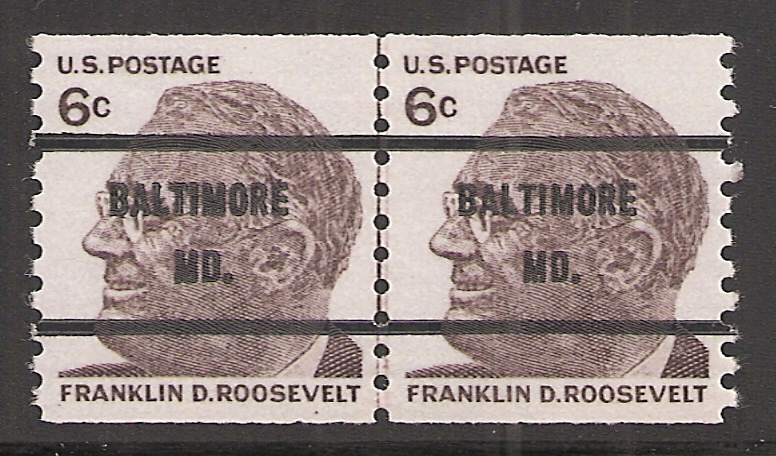 U.S.POSTAGE
6c
BALTIMORE
MD.
FRANKLIN D.ROOSEVELT
U.S.POSTAGE
6c
BALTIMORE
MD.
FRANKLIN D.ROOSEVELT